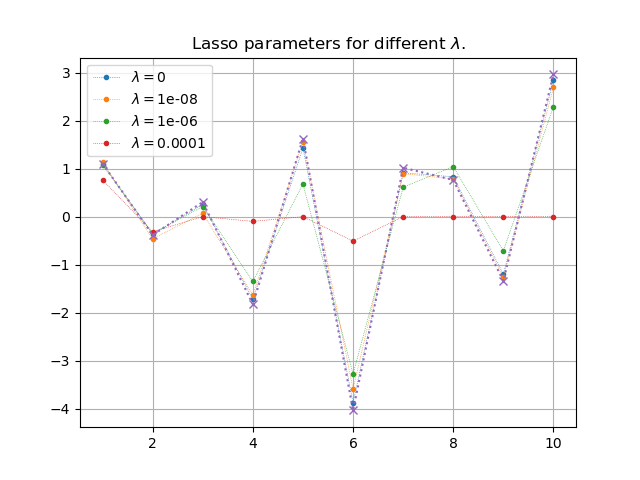 Lasso parameters for different λ.
λ = 0
λ = 1e-08
λ = 1e-06
λ = 0.0001
3
2
1
0
−1
−2
−3
−4
2 4 6 8 10